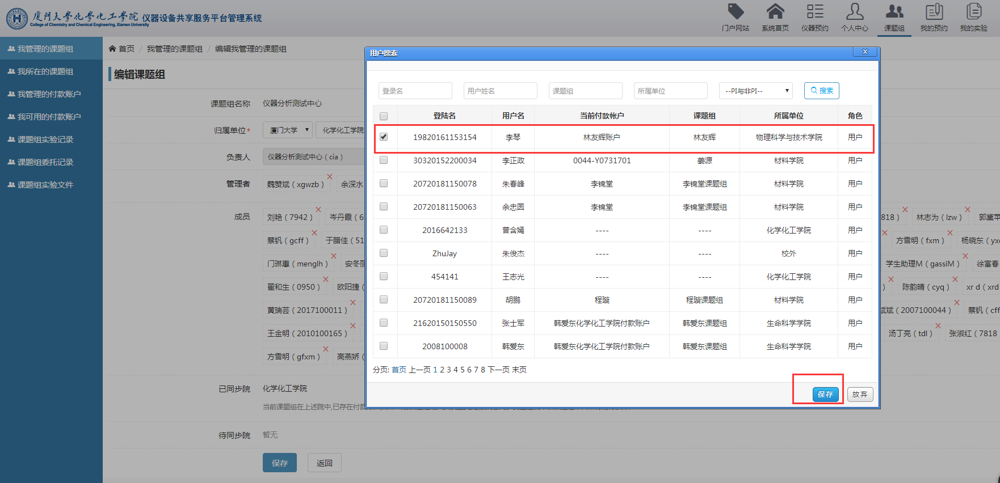 厦门大学化学化工学院 仪器设备共享服务平台管理系统
College of Chemistry and Chemical Engineering, Xiamen University
门户网站 系统首页 仪器预约 个人中心 课题组 我的预约 我的实验
我管理的课题组
我所在的课题组
我管理的付款账户
我可用的付款账户
课题组实验记录
课题组委托记录
课题组实验文件
首页 / 我管理的课题组 / 编辑我管理的课题组
编辑课题组
课题组名称 仪器分析测试中心
归属单位* 厦门大学 化学化工学院
负责人 仪器分析测试中心（cia）
管理者 魏赞斌（xgwzb） 余深水
成员 刘艳（7942） 岑丹霞（6
818） 林志为（lzw） 郭黛苹
蔡钒（gcff） 于腊佳（51
方雪明（fxm） 杨晓东（yx
门琳惠（menglh） 安冬丽
学生助理M（gassiM） 徐富春
翟和生（0950） 欧阳捷（
） 陈韵晴（cyq） xr d（xrd
黄瑞芸（2017100011）
斌斌（2007100044） 蔡钒（cff
王金明（2010100165）
汤丁亮（tdl） 张淑红（7818
方雪明（gfxm） 高燕娇（
已同步院 化学化工学院
当前课题组在上述院中,已存在付款
待同步院 暂无
保存 返回
用户搜索 X
登录名 用户姓名 课题组 所属单位 --PI与非PI-- 搜索
登陆名 用户名 当前付款帐户 课题组 所属单位 角色
19820161153154 李琴 林友辉账户 林友辉 物理科学与技术学院 用户
30320152200034 李正政 0044-Y0731701 姜源 材料学院 用户
20720181150078 朱春峰 李锦堂 李锦堂课题组 材料学院 用户
20720181150063 余忠圆 李锦堂 李锦堂课题组 材料学院 用户
2016642133 曾含嫣 ---- ---- 化学化工学院 用户
ZhuJay 朱俊杰 ---- ---- 校外 用户
454141 王志光 ---- ---- 化学化工学院 用户
20720181150089 胡鹏 程璇 程璇课题组 材料学院 用户
21620150150550 张士军 韩爱东化学化工学院付款账户 韩爱东课题组 生命科学学院 用户
2008100008 韩爱东 韩爱东化学化工学院付款账户 韩爱东课题组 生命科学学院 用户
分页: 首页 上一页 1 2 3 4 5 6 7 8 下一页 末页
保存 放弃